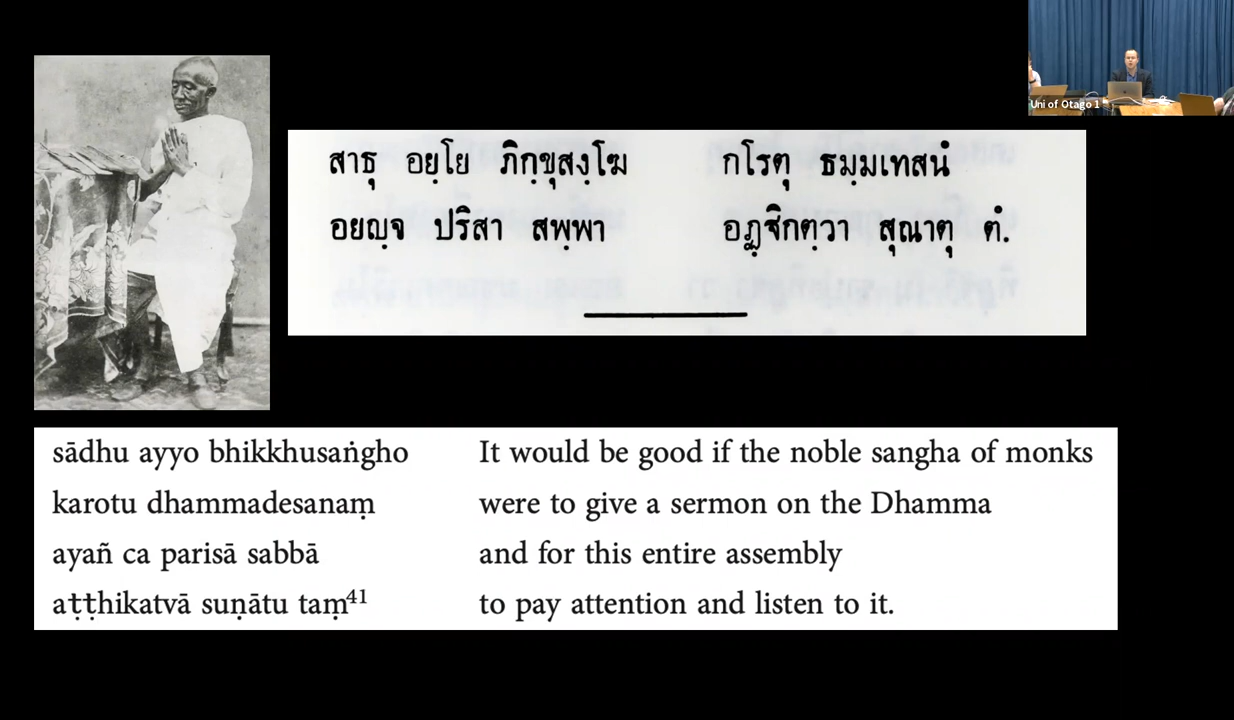 Uni of Otago 1
สาธุ อยฺโย ภิกฺขุสงฺโฆ กโรตุ ธมฺมเทสนํ
อยญฺจ ปริสา สพฺพา อฏฺฐิกตฺวา สุณาตุ ตํ.
sādhu ayyo bhikkhusaṅgho It would be good if the noble sangha of monks
karotu dhammadesanaṃ were to give a sermon on the Dhamma
ayañ ca parisā sabbā and for this entire assembly
aṭṭhikatvā suṇātu taṃ⁴¹ to pay attention and listen to it.